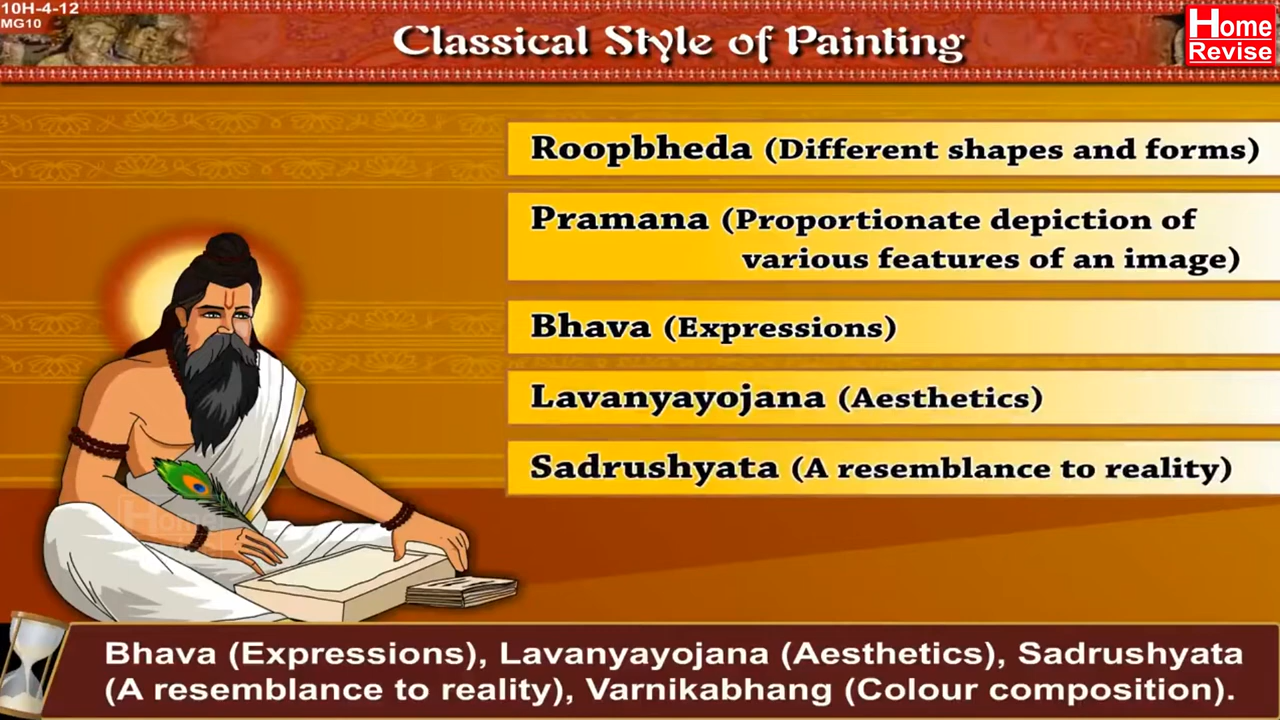 10H-4-12
MG10
Classical Style of Painting
Home
Revise
Roopbheda (Different shapes and forms)
Pramana (Proportionate depiction of
various features of an image)
Bhava (Expressions)
Lavanyayojana (Aesthetics)
Sadrushyata (A resemblance to reality)
Home
Bhava (Expressions), Lavanyayojana (Aesthetics), Sadrushyata
(A resemblance to reality), Varnikabhang (Colour composition).